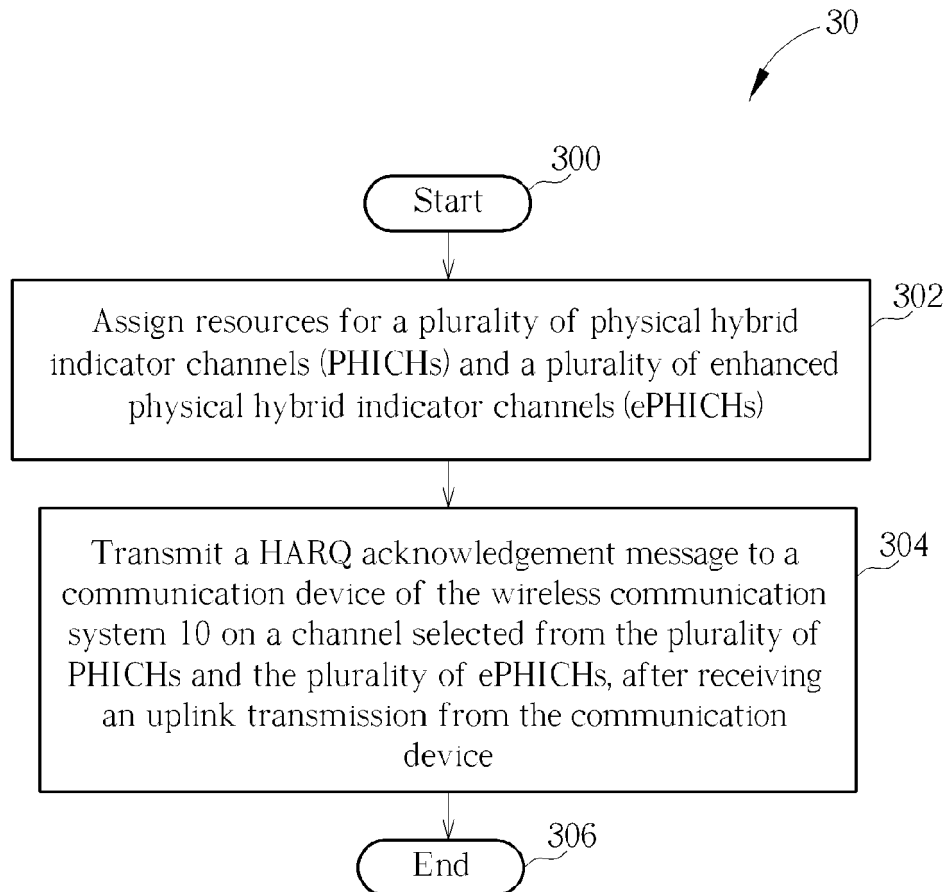 30
300
Start
302
Assign resources for a plurality of physical hybrid
indicator channels (PHICHs) and a plurality of enhanced
physical hybrid indicator channels (ePHICHs)
304
Transmit a HARQ acknowledgement message to a
communication device of the wireless communication
system 10 on a channel selected from the plurality of
PHICHs and the plurality of ePHICHs, after receiving
an uplink transmission from the communication
device
306
End